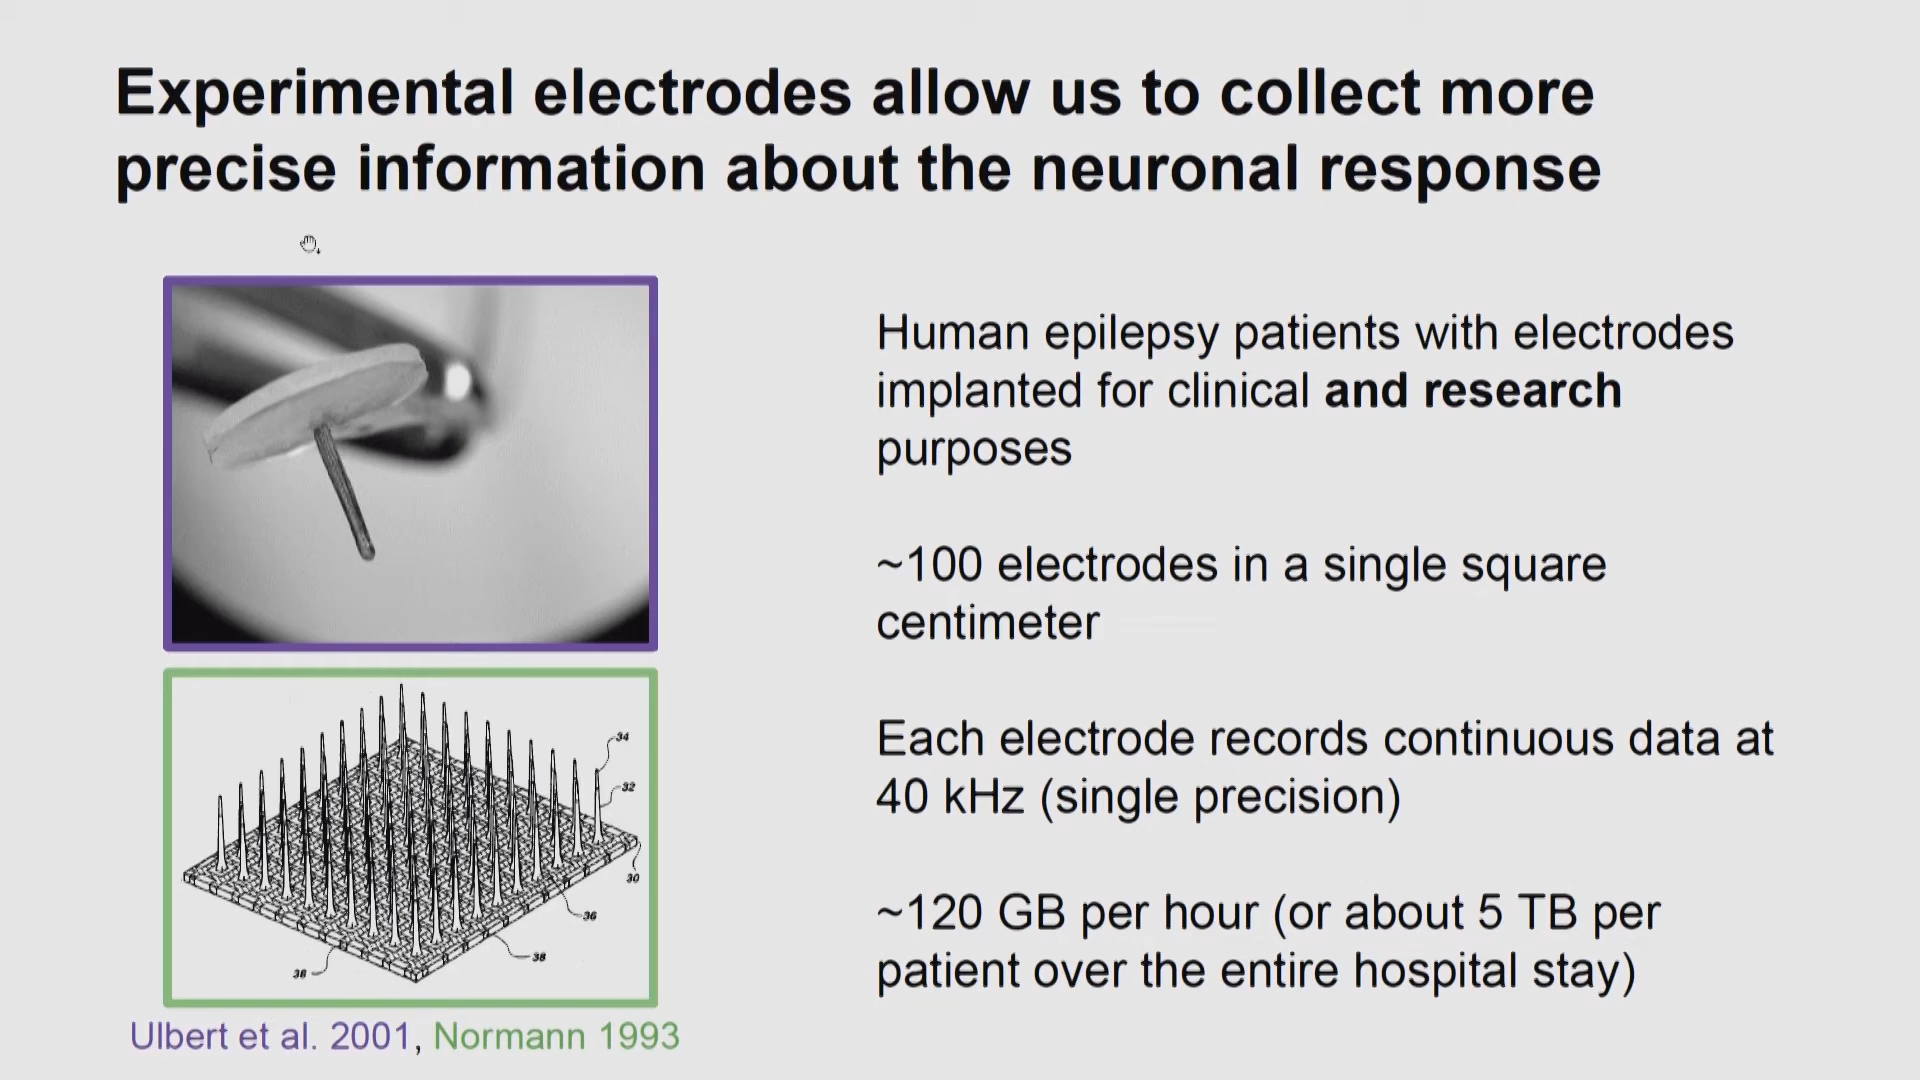 Experimental electrodes allow us to collect more
precise information about the neuronal response
Human epilepsy patients with electrodes
implanted for clinical and research
purposes
~100 electrodes in a single square
centimeter
Each electrode records continuous data at
40 kHz (single precision)
~120 GB per hour (or about 5 TB per
patient over the entire hospital stay)
34
32
30
36
38
38
Ulbert et al. 2001, Normann 1993